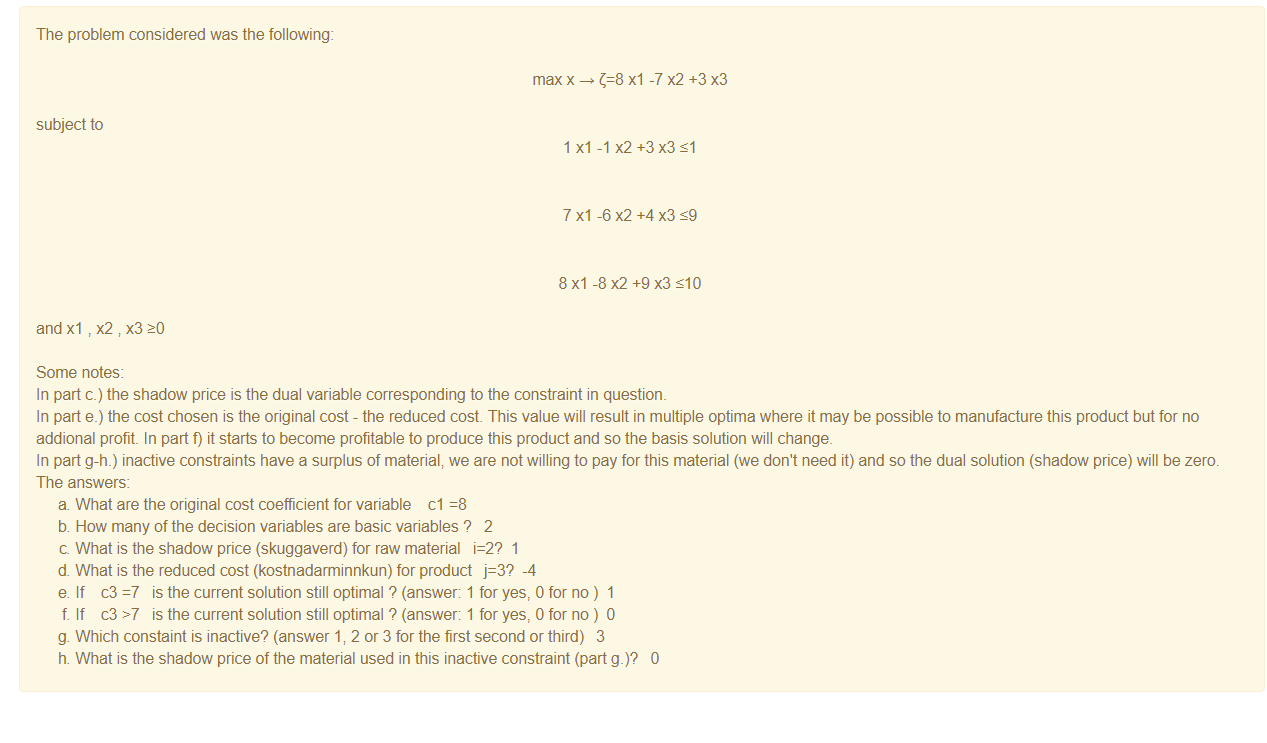 The problem considered was the following:
max x → ζ=8 x1 -7 x2 +3 x3
subject to
1 x1 -1 x2 +3 x3 ≤1
7 x1 -6 x2 +4 x3 ≤9
8 x1 -8 x2 +9 x3 ≤10
and x1 , x2 , x3 ≥0
Some notes:
In part c.) the shadow price is the dual variable corresponding to the constraint in question.
In part e.) the cost chosen is the original cost - the reduced cost. This value will result in multiple optima where it may be possible to manufacture this product but for no
addional profit. In part f) it starts to become profitable to produce this product and so the basis solution will change.
In part g-h.) inactive constraints have a surplus of material, we are not willing to pay for this material (we don't need it) and so the dual solution (shadow price) will be zero.
The answers:
a. What are the original cost coefficient for variable c1 =8
b. How many of the decision variables are basic variables ? 2
c. What is the shadow price (skuggaverd) for raw material i=2? 1
d. What is the reduced cost (kostnadarminnkun) for product j=3? -4
e. If c3 =7 is the current solution still optimal ? (answer: 1 for yes, 0 for no ) 1
f. If c3 >7 is the current solution still optimal ? (answer: 1 for yes, 0 for no ) 0
g. Which constaint is inactive? (answer 1, 2 or 3 for the first second or third) 3
h. What is the shadow price of the material used in this inactive constraint (part g.)? 0